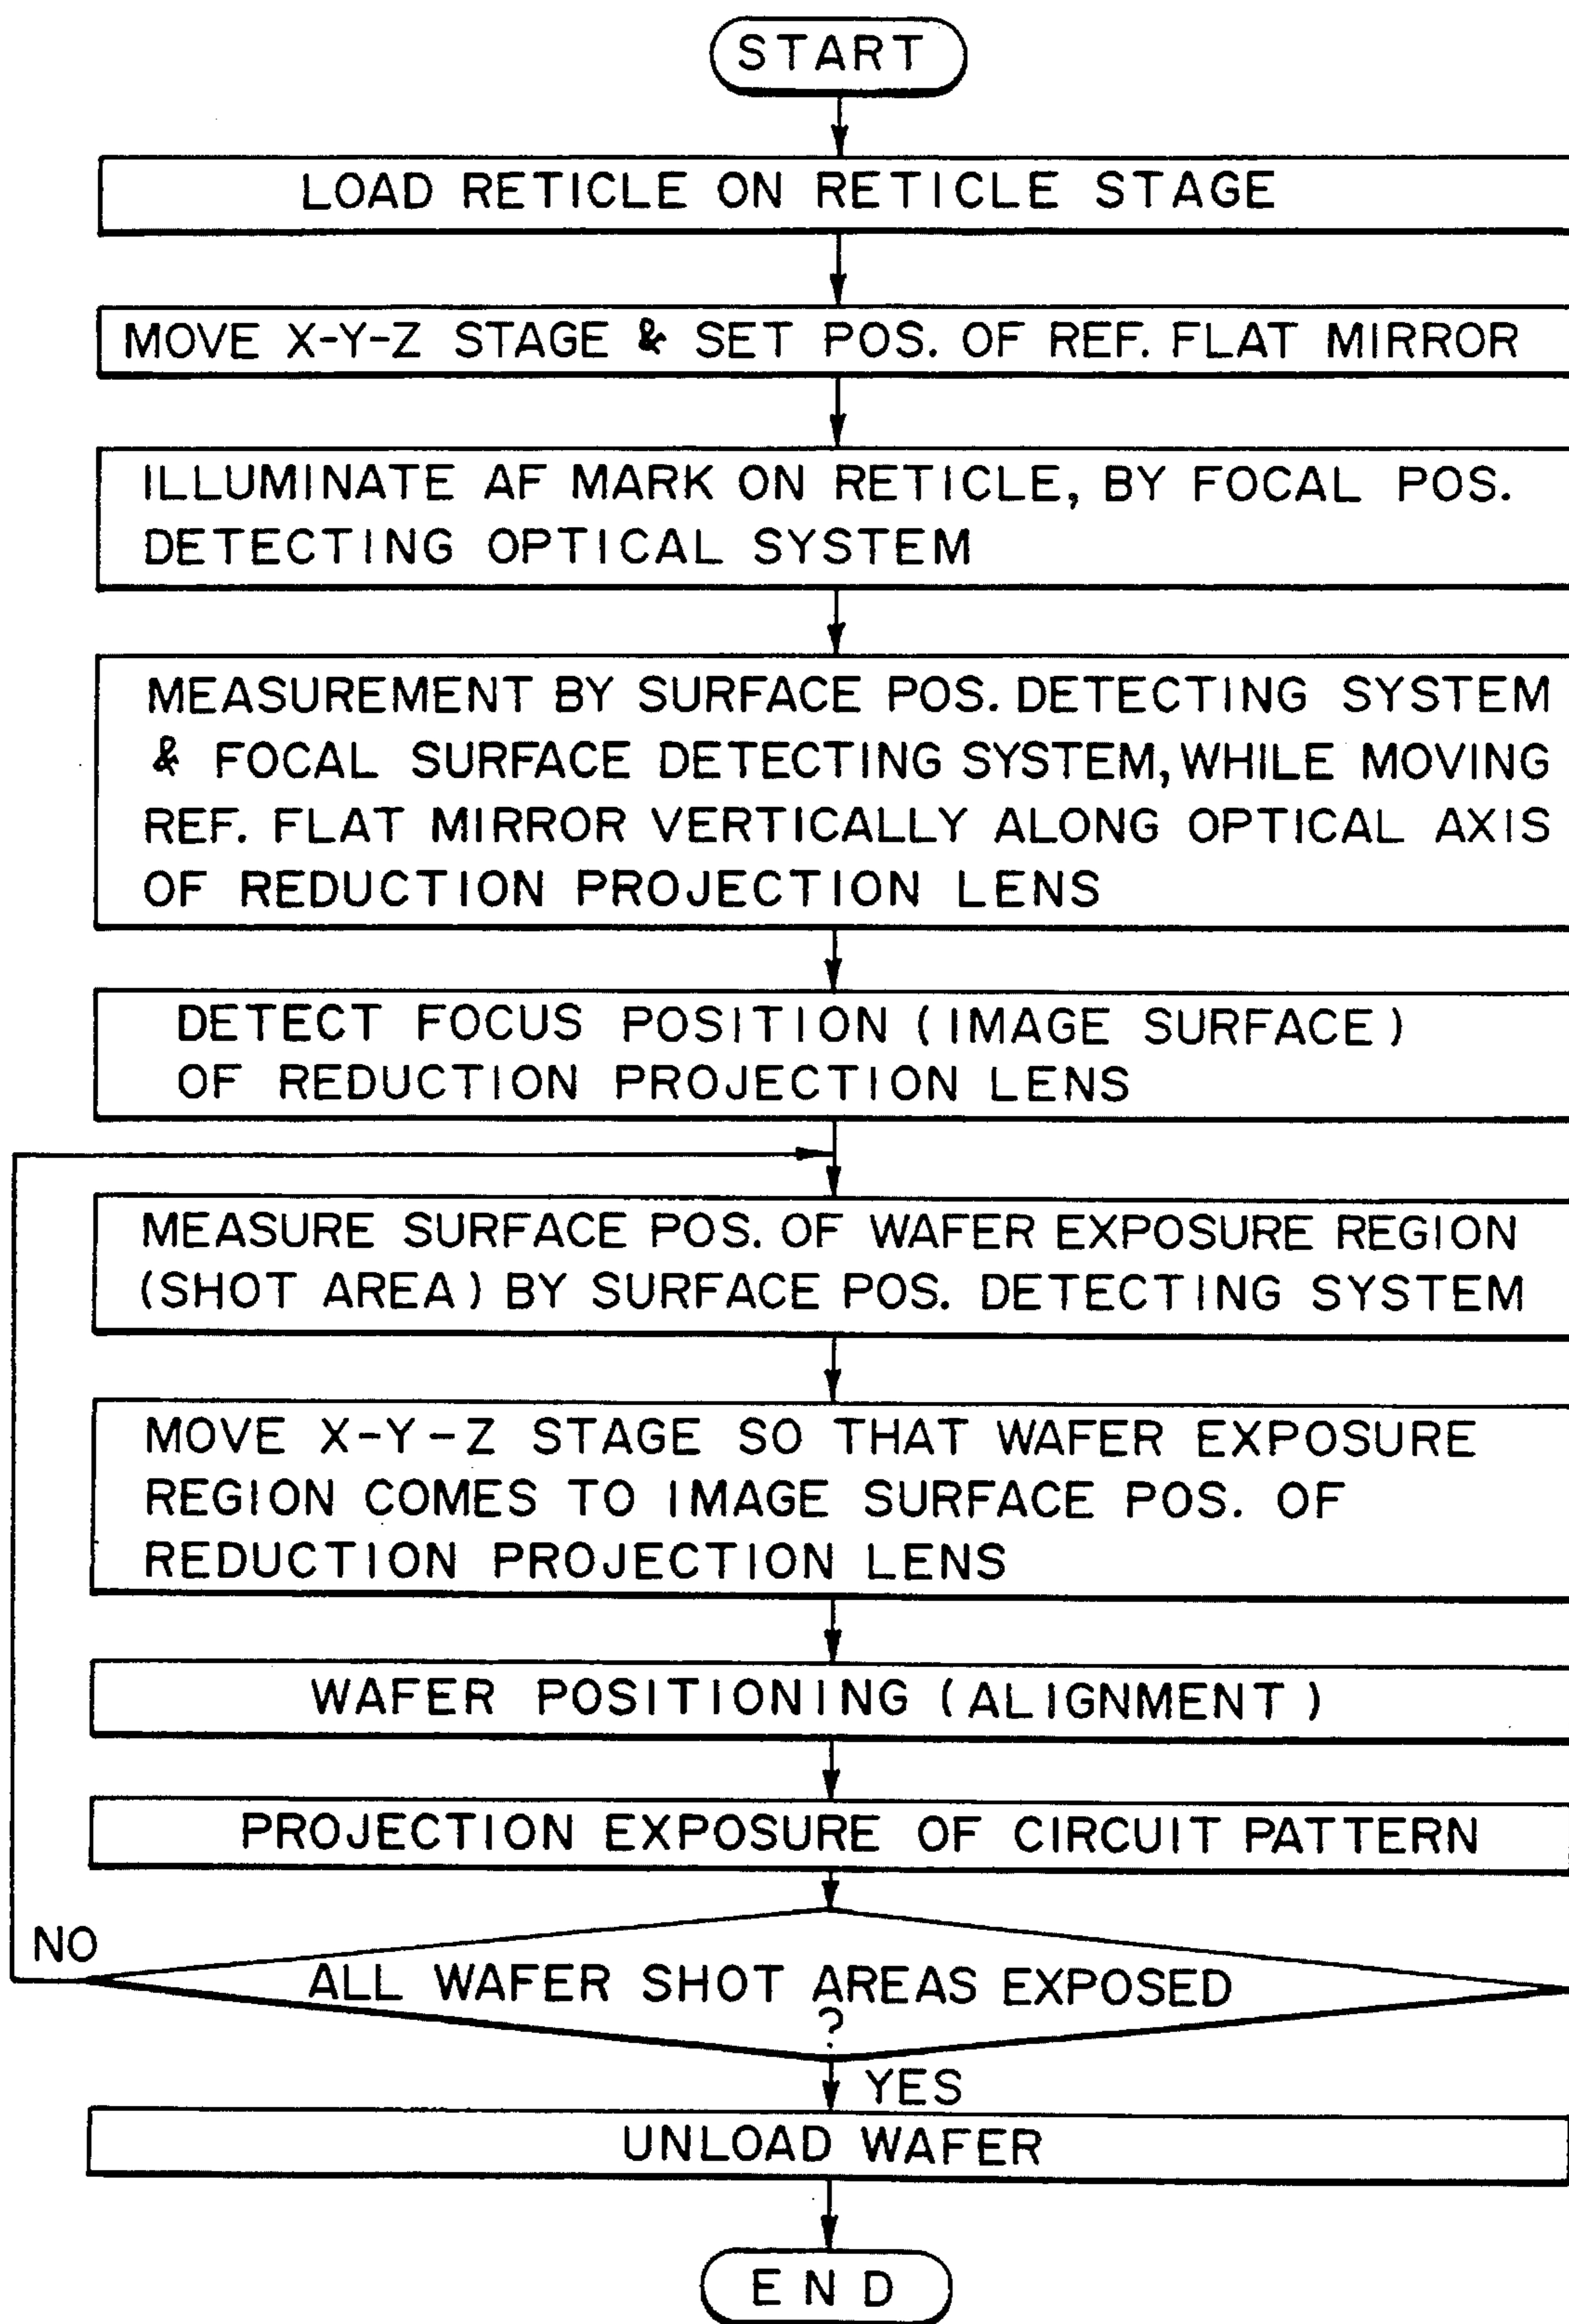 START
LOAD RETICLE ON RETICLE STAGE
MOVE X-Y-Z STAGE & SET POS. OF REF. FLAT MIRROR
ILLUMINATE AF MARK ON RETICLE, BY FOCAL POS.
DETECTING OPTICAL SYSTEM
MEASUREMENT BY SURFACE POS. DETECTING SYSTEM
& FOCAL SURFACE DETECTING SYSTEM, WHILE MOVING
REF. FLAT MIRROR VERTICALLY ALONG OPTICAL AXIS
OF REDUCTION PROJECTION LENS
DETECT FOCUS POSITION (IMAGE SURFACE)
OF REDUCTION PROJECTION LENS
MEASURE SURFACE POS. OF WAFER EXPOSURE REGION
(SHOT AREA) BY SURFACE POS. DETECTING SYSTEM
MOVE X-Y-Z STAGE SO THAT WAFER EXPOSURE
REGION COMES TO IMAGE SURFACE POS. OF
REDUCTION PROJECTION LENS
WAFER POSITIONING (ALIGNMENT)
PROJECTION EXPOSURE OF CIRCUIT PATTERN
NO
ALL WAFER SHOT AREAS EXPOSED
?
YES
UNLOAD WAFER
END